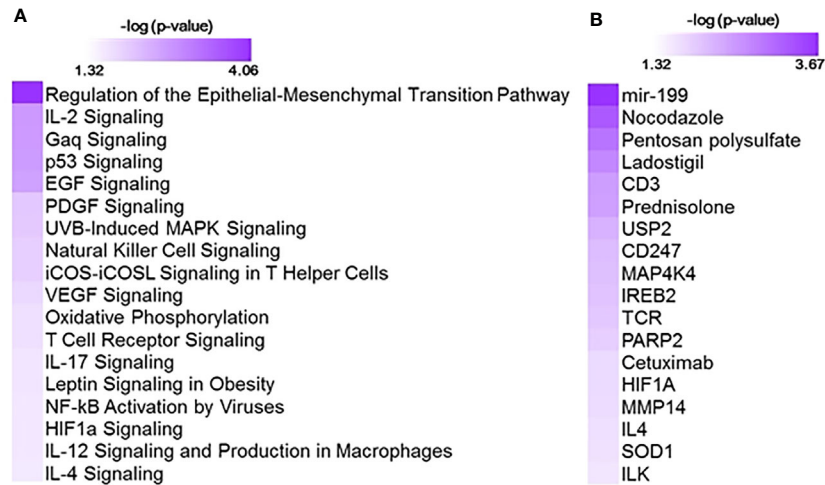 A
-log (p-value)
1.32 4.06
Regulation of the Epithelial-Mesenchymal Transition Pathway
IL-2 Signaling
Gaq Signaling
p53 Signaling
EGF Signaling
PDGF Signaling
UVB-Induced MAPK Signaling
Natural Killer Cell Signaling
iCOS-iCOSL Signaling in T Helper Cells
VEGF Signaling
Oxidative Phosphorylation
T Cell Receptor Signaling
IL-17 Signaling
Leptin Signaling in Obesity
NF-kB Activation by Viruses
HIF1a Signaling
IL-12 Signaling and Production in Macrophages
IL-4 Signaling
B
-log (p-value)
1.32 3.67
mir-199
Nocodazole
Pentosan polysulfate
Ladostigil
CD3
Prednisolone
USP2
CD247
MAP4K4
IREB2
TCR
PARP2
Cetuximab
HIF1A
MMP14
IL4
SOD1
ILK